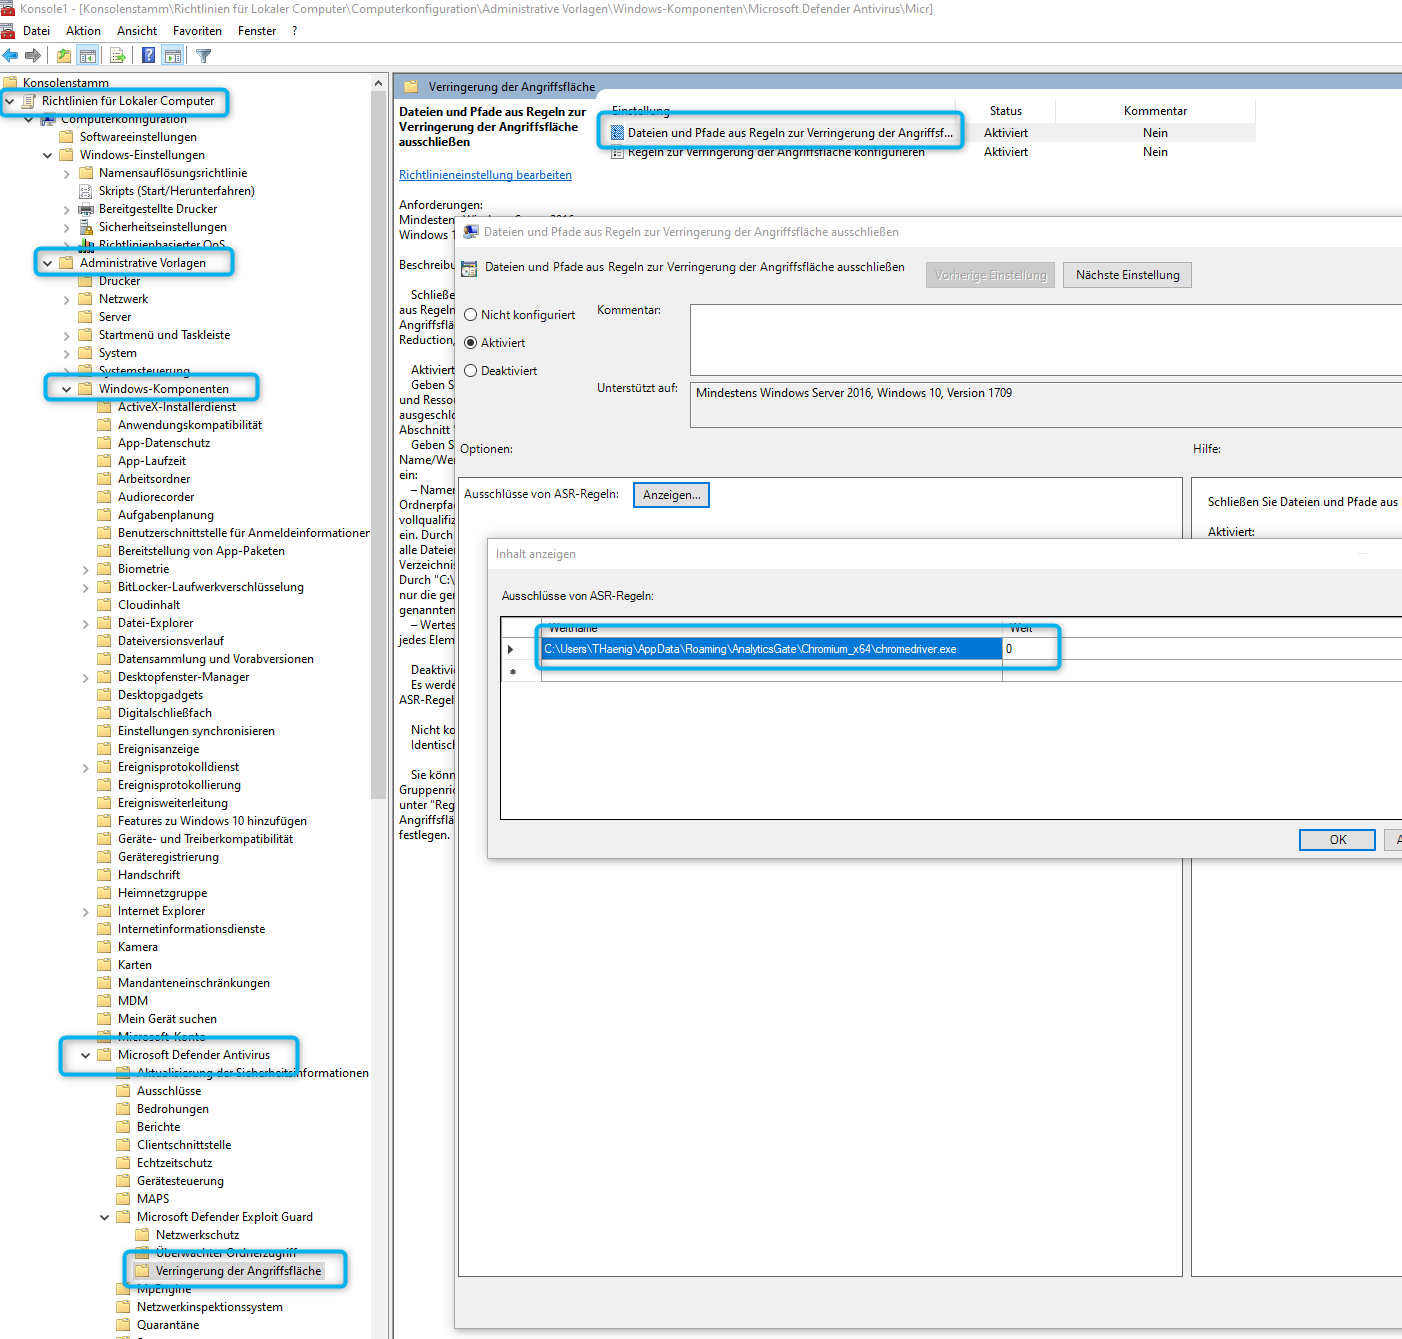 Konsole1 - [Konsolenstamm\Richtlinien für Lokaler Computer\Computerkonfiguration\Administrative Vorlagen\Windows-Komponenten\Microsoft Defender Antivirus\Micr]
Datei Aktion Ansicht Favoriten Fenster ?
Konsolenstamm
Richtlinien für Lokaler Computer
Computerkonfiguration
Softwareeinstellungen
Windows-Einstellungen
Namensauflösungsrichtlinie
Skripts (Start/Herunterfahren)
Bereitgestellte Drucker
Sicherheitseinstellungen
Richtlinienbasierter QoS
Administrative Vorlagen
Drucker
Netzwerk
Server
Startmenü und Taskleiste
System
Systemsteuerung
Windows-Komponenten
ActiveX-Installerdienst
Anwendungskompatibilität
App-Datenschutz
App-Laufzeit
Arbeitsordner
Audiorecorder
Aufgabenplanung
Benutzerschnittstelle für Anmeldeinformationen
Bereitstellung von App-Paketen
Biometrie
BitLocker-Laufwerkverschlüsselung
Cloudinhalt
Datei-Explorer
Dateiversionsverlauf
Datensammlung und Vorabversionen
Desktopfenster-Manager
Desktopgadgets
Digitalschließfach
Einstellungen synchronisieren
Ereignisanzeige
Ereignisprotokolldienst
Ereignisprotokollierung
Ereignisweiterleitung
Features zu Windows 10 hinzufügen
Geräte- und Treiberkompatibilität
Geräteregistrierung
Handschrift
Heimnetzgruppe
Internet Explorer
Internetinformationsdienste
Kamera
Karten
Mandanteneinschränkungen
MDM
Mein Gerät suchen
Microsoft-Konto
Microsoft Defender Antivirus
Aktualisierung der Sicherheitsinformationen
Ausschlüsse
Bedrohungen
Berichte
Clientschnittstelle
Echtzeitschutz
Gerätesteuerung
MAPS
Microsoft Defender Exploit Guard
Netzwerkschutz
Überwachter Ordnerzugriff
Verringerung der Angriffsfläche
MpEngine
Netzwerkinspektionssystem
Quarantäne
Verringerung der Angriffsfläche
Dateien und Pfade aus Regeln zur
Verringerung der Angriffsfläche
ausschließen
Richtlinieneinstellung bearbeiten
Anforderungen:
Mindestens Windows Server 2016,
Windows 1
Beschreibu
Schließe
aus Regeln
Angriffsflä
Reduction,
Aktiviert
Geben S
und Resso
ausgeschlo
Abschnitt "
Geben S
Name/We
ein:
– Namen
Ordnerpfa
vollqualifiz
ein. Durch
alle Dateien
Verzeichnis
Durch "C:\
nur die gen
genannten
– Wertes
jedes Elem
Deaktivie
Es werde
ASR-Regel
Nicht ko
Identisch
Sie könn
Gruppenric
unter "Reg
Angriffsflä
festlegen.
Einstellung Status Kommentar
Dateien und Pfade aus Regeln zur Verringerung der Angriffsf... Aktiviert Nein
Regeln zur Verringerung der Angriffsfläche konfigurieren Aktiviert Nein
Dateien und Pfade aus Regeln zur Verringerung der Angriffsfläche ausschließen
Dateien und Pfade aus Regeln zur Verringerung der Angriffsfläche ausschließen
Vorherige Einstellung Nächste Einstellung
Nicht konfiguriert
Aktiviert
Deaktiviert
Kommentar:
Unterstützt auf: Mindestens Windows Server 2016, Windows 10, Version 1709
Optionen: Hilfe:
Ausschlüsse von ASR-Regeln: Anzeigen...
Schließen Sie Dateien und Pfade aus
Aktiviert:
Inhalt anzeigen
Ausschlüsse von ASR-Regeln:
Wertname Wert
C:\Users\THaenig\AppData\Roaming\AnalyticsGate\Chromium_x64\chromedriver.exe 0
OK A